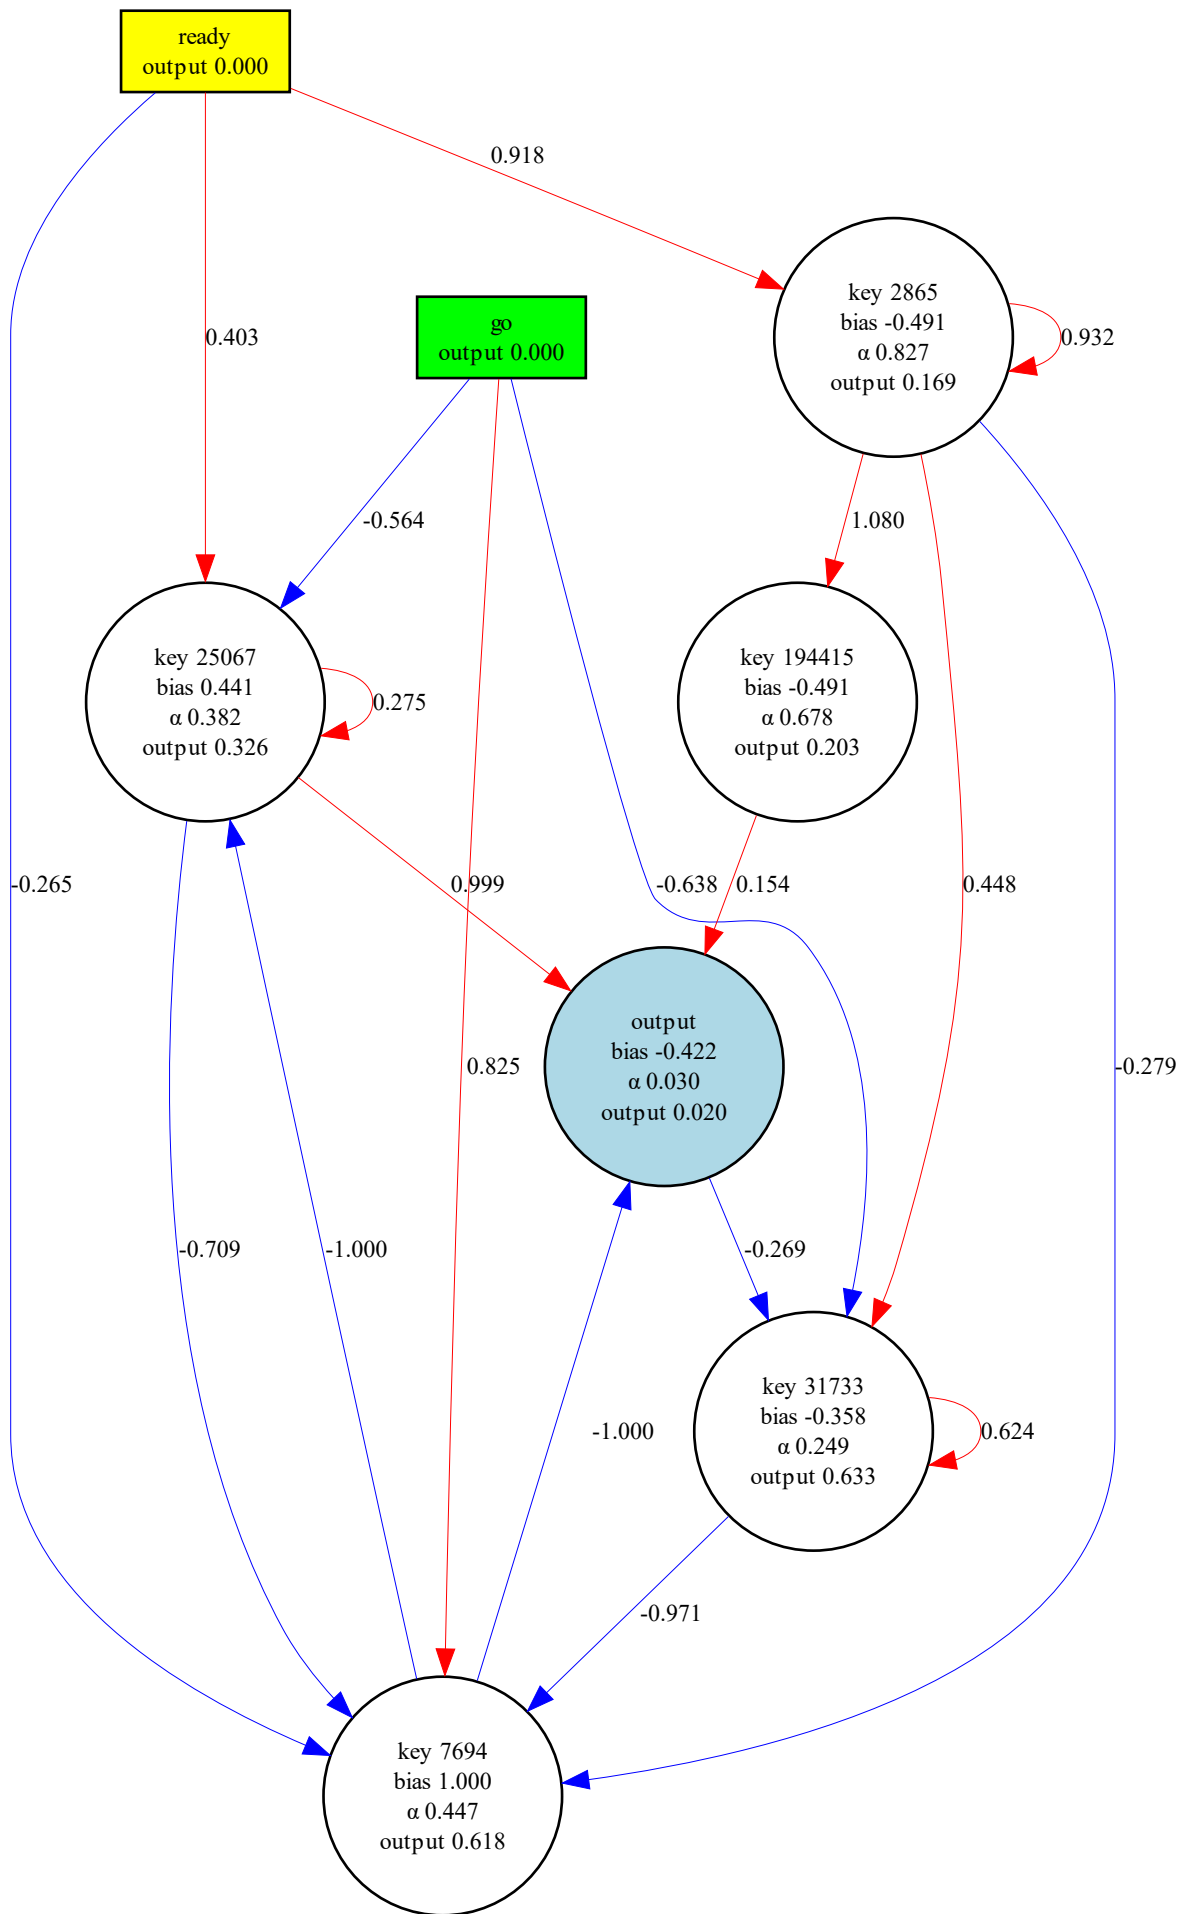 ready
output 0.000
0.918
key 2865
bias -0.491
α 0.827
output 0.169
0.932
go
output 0.000
0.403
-0.564
1.080
key 25067
bias 0.441
α 0.382
output 0.326
0.275
key 194415
bias -0.491
α 0.678
output 0.203
-0.265
0.999
-0.638
0.154
0.448
output
bias -0.422
α 0.030
output 0.020
0.825
-0.279
-0.709
-1.000
-0.269
key 31733
bias -0.358
α 0.249
output 0.633
0.624
-1.000
-0.971
key 7694
bias 1.000
α 0.447
output 0.618